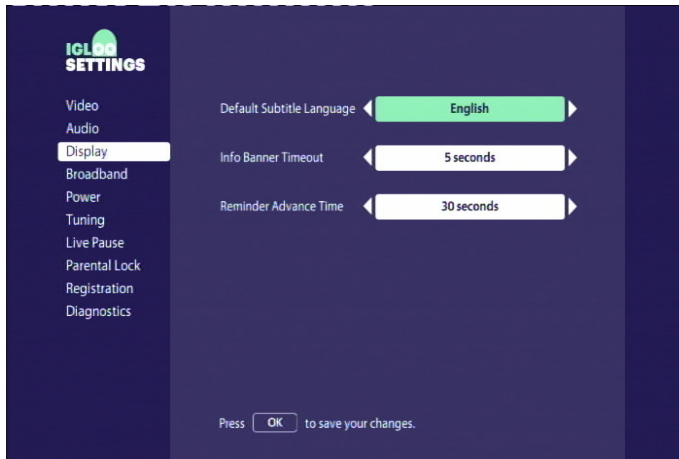 IGLOO
SETTINGS
Video
Audio
Display
Broadband
Power
Tuning
Live Pause
Parental Lock
Registration
Diagnostics
Default Subtitle Language English
Info Banner Timeout 5 seconds
Reminder Advance Time 30 seconds
Press OK to save your changes.